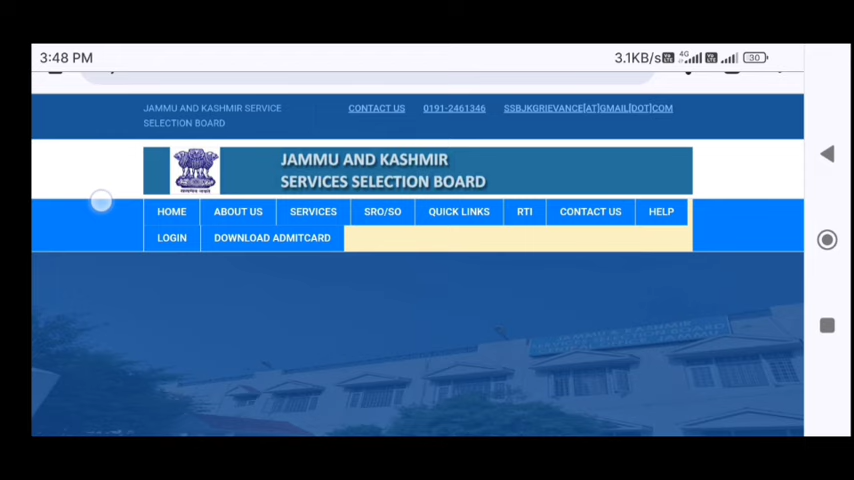 3:48 PM
3.1KB/s
4G
30
JAMMU AND KASHMIR SERVICE
SELECTION BOARD
CONTACT US
0191-2461346
SSBJKGRIEVANCE[AT]GMAIL[DOT]COM
JAMMU AND KASHMIR
SERVICES SELECTION BOARD
HOME
ABOUT US
SERVICES
SRO/SO
QUICK LINKS
RTI
CONTACT US
HELP
LOGIN
DOWNLOAD ADMITCARD